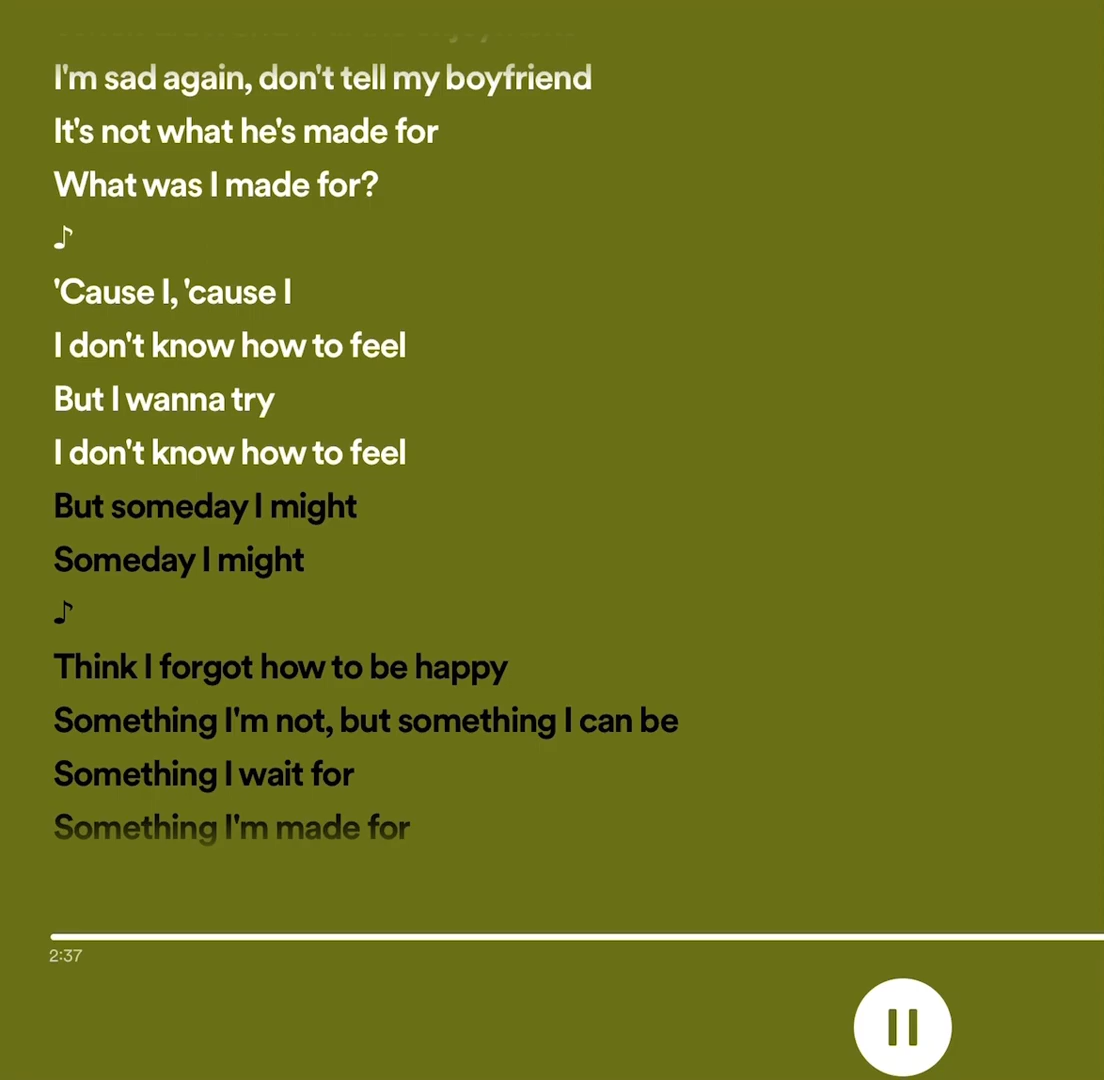 I'm sad again, don't tell my boyfriend
It's not what he's made for
What was I made for?
♪
'Cause I, 'cause I
I don't know how to feel
But I wanna try
I don't know how to feel
But someday I might
Someday I might
♪
Think I forgot how to be happy
Something I'm not, but something I can be
Something I wait for
Something I'm made for
2:37